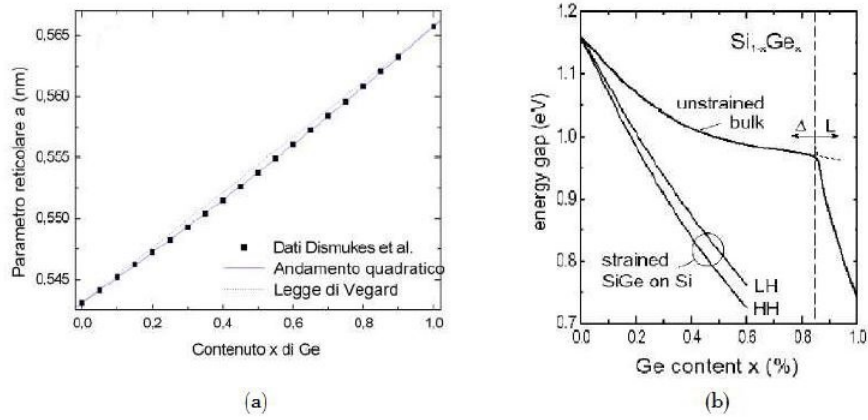 0,565
0,560
0,555
0,550
0,545
Parametro reticolare a (nm)
Dati Dismukes et al.
Andamento quadratico
Legge di Vegard
0,0 0,2 0,4 0,6 0,8 1,0
Contenuto x di Ge
(a)
1.2
1.1
1.0
0.9
0.8
0.7
energy gap (eV)
Si1-xGex
unstrained
bulk
Δ L
strained
SiGe on Si
LH
HH
0.0 0.2 0.4 0.6 0.8 1.0
Ge content x (%)
(b)